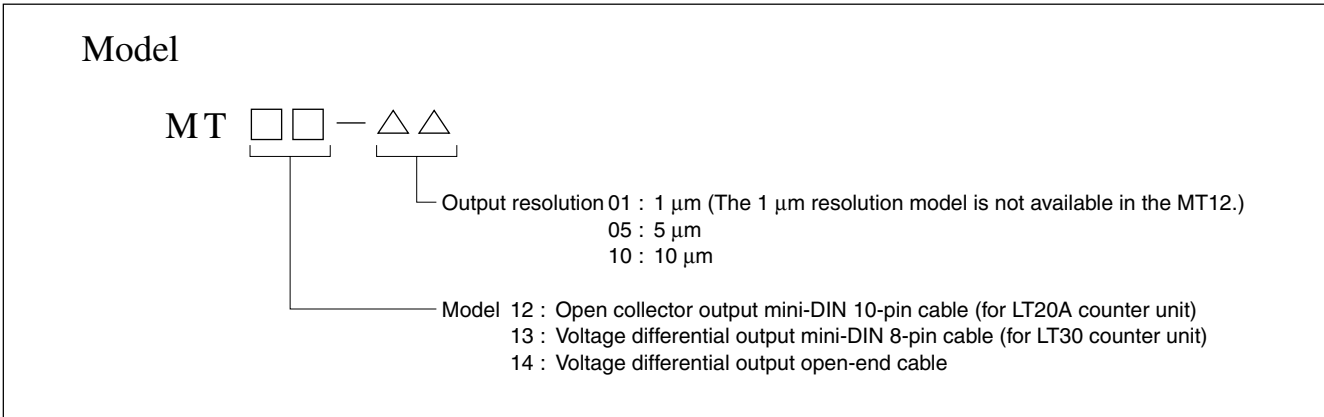 Model
MT □□ — △△
Output resolution 01 : 1 μm (The 1 μm resolution model is not available in the MT12.)
05 : 5 μm
10 : 10 μm
Model 12 : Open collector output mini-DIN 10-pin cable (for LT20A counter unit)
13 : Voltage differential output mini-DIN 8-pin cable (for LT30 counter unit)
14 : Voltage differential output open-end cable